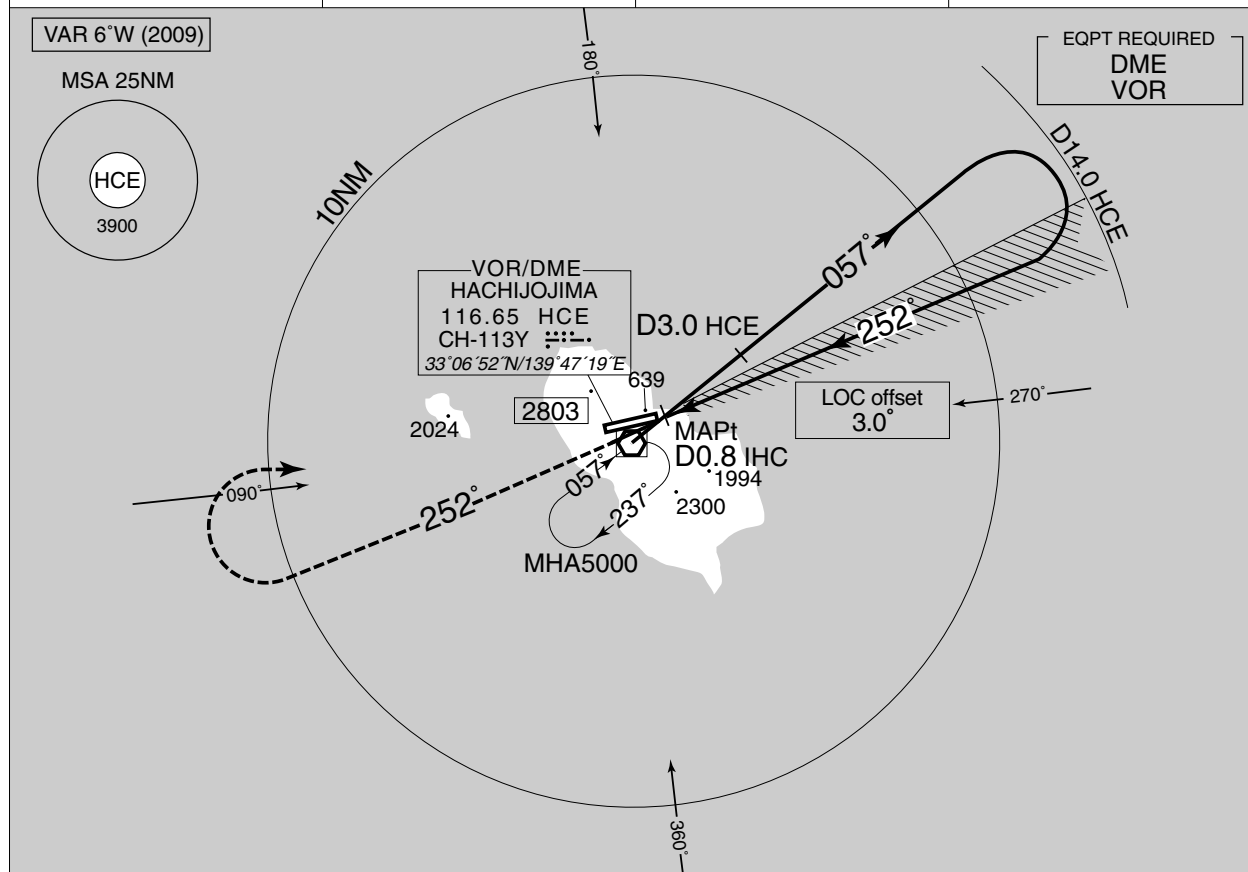 VAR 6°W (2009)
MSA 25NM
HCE
3900
10NM
180°
EQPT REQUIRED
DME
VOR
D14.0 HCE
VOR/DME
HACHIJOJIMA
116.65 HCE
CH-113Y
33°06´52˝N/139°47´19˝E
D3.0 HCE
057°
252°
639
2803
2024
LOC offset
3.0°
270°
MAPt
D0.8 IHC
1994
2300
057°
237°
MHA5000
090°
252°
360°